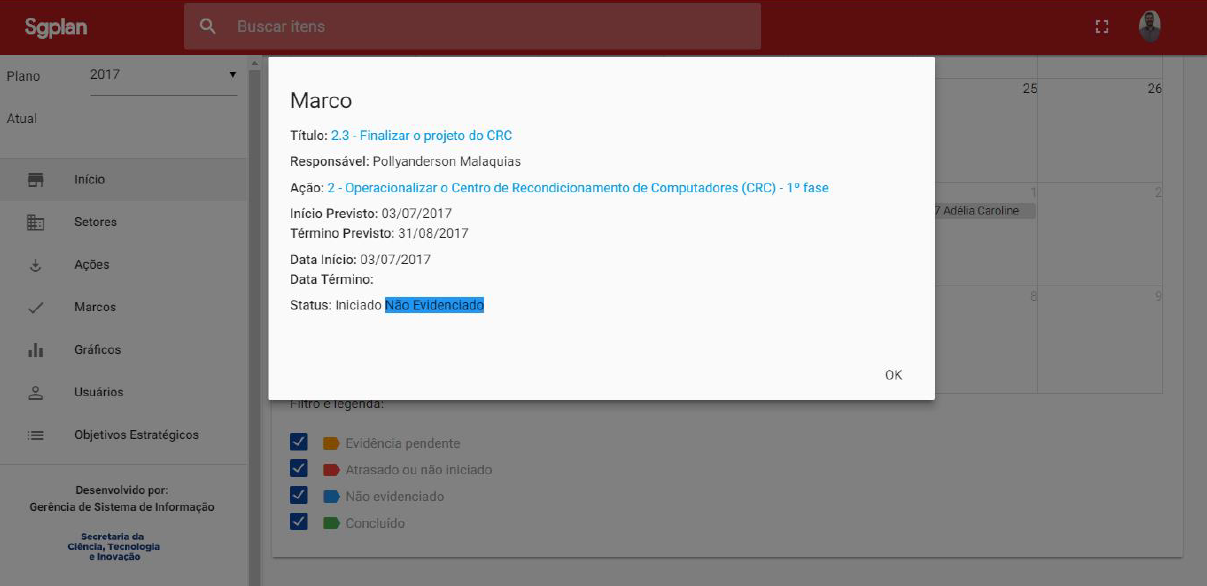 Sgplan
Buscar itens
Plano 2017
Atual
Início
Setores
Ações
Marcos
Gráficos
Usuários
Objetivos Estratégicos
Desenvolvido por:
Gerência de Sistema de Informação
Secretaria da
Ciência, Tecnologia
e Inovação
Marco
Título: 2.3 - Finalizar o projeto do CRC
Responsável: Pollyanderson Malaquias
Ação: 2 - Operacionalizar o Centro de Recondicionamento de Computadores (CRC) - 1º fase
Início Previsto: 03/07/2017
Término Previsto: 31/08/2017
Data Início: 03/07/2017
Data Término:
Status: Iniciado Não Evidenciado
OK
25 26
1 2
7 Adélia Caroline
8 9
Filtro e legenda:
Evidência pendente
Atrasado ou não iniciado
Não evidenciado
Concluído